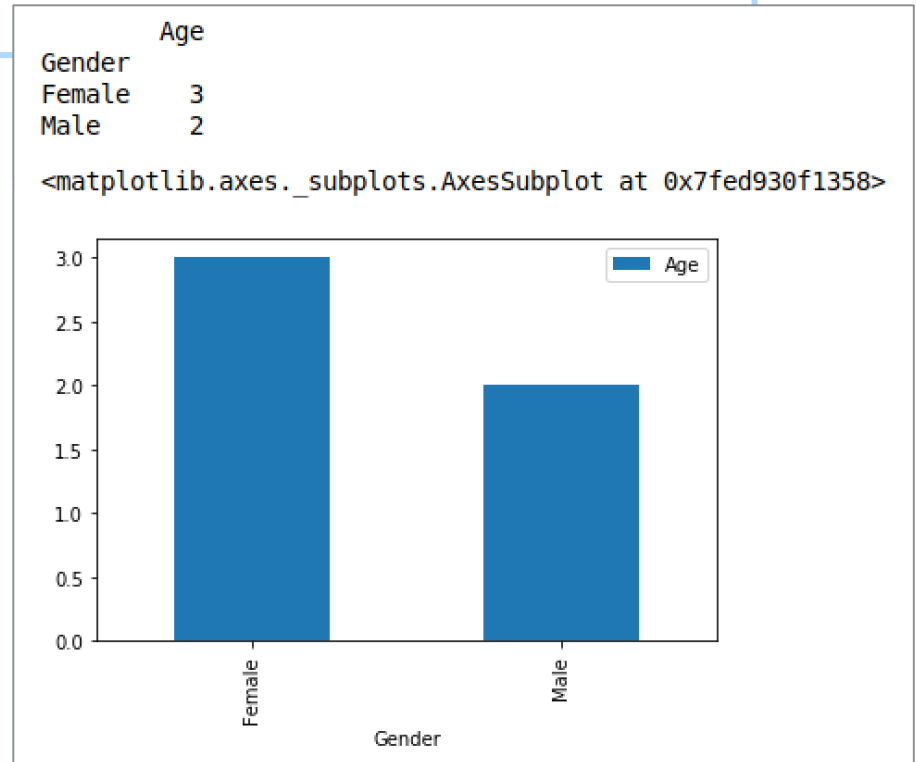 Age
Gender
Female 3
Male 2
<matplotlib.axes._subplots.AxesSubplot at 0x7fed930f1358>
3.0
Age
2.5
2.0
1.5
1.0
0.5
0.0
Female
Male
Gender